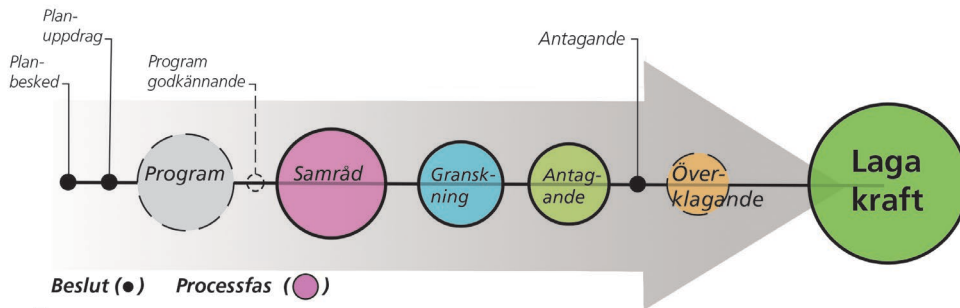 Plan-
uppdrag
Plan-
besked
Program
godkännande
Antagande
Program
Samråd
Gransk-
ning
Antag-
ande
Över-
klagande
Laga
kraft
Beslut (●) Processfas ( )